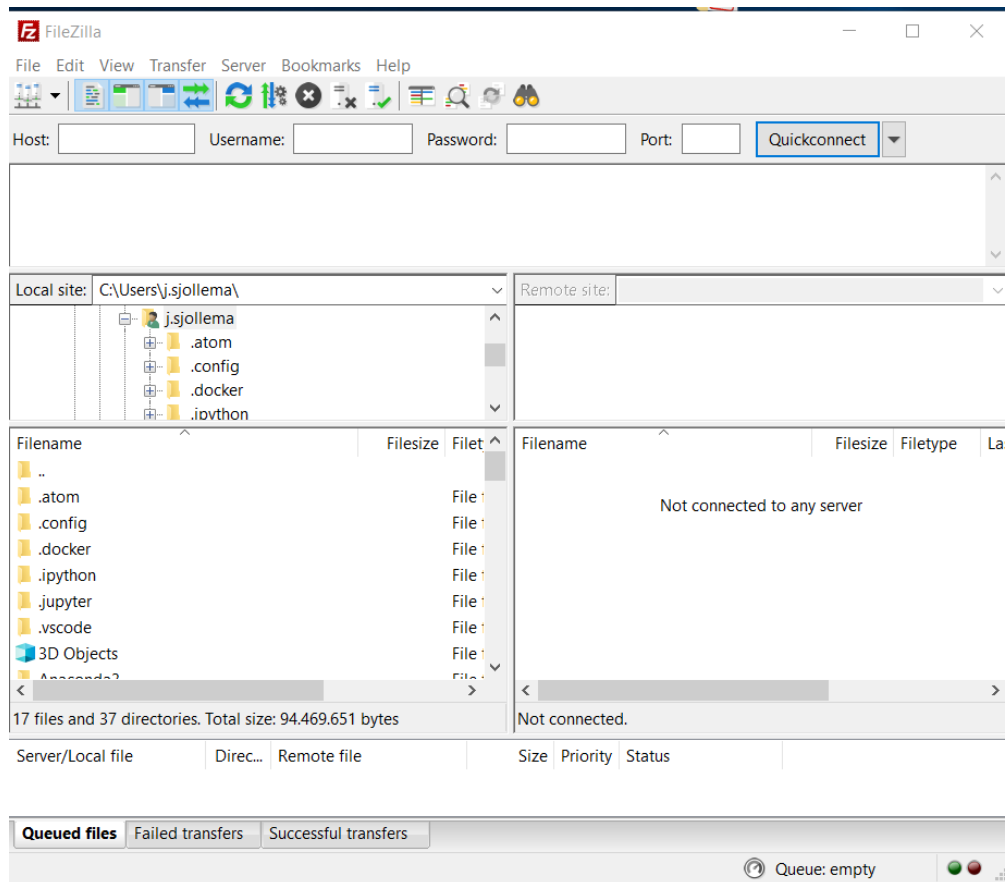 FileZilla
File Edit View Transfer Server Bookmarks Help
Host: Username: Password: Port: Quickconnect
Local site: C:\Users\j.sjollema\
Remote site:
j.sjollema
.atom
.config
.docker
.ipython
Filename Filesize Filet
..
.atom File
.config File
.docker File
.ipython File
.jupyter File
.vscode File
3D Objects File
Filename Filesize Filetype La
Not connected to any server
17 files and 37 directories. Total size: 94.469.651 bytes
Not connected.
Server/Local file Direc... Remote file Size Priority Status
Queued files Failed transfers Successful transfers
Queue: empty